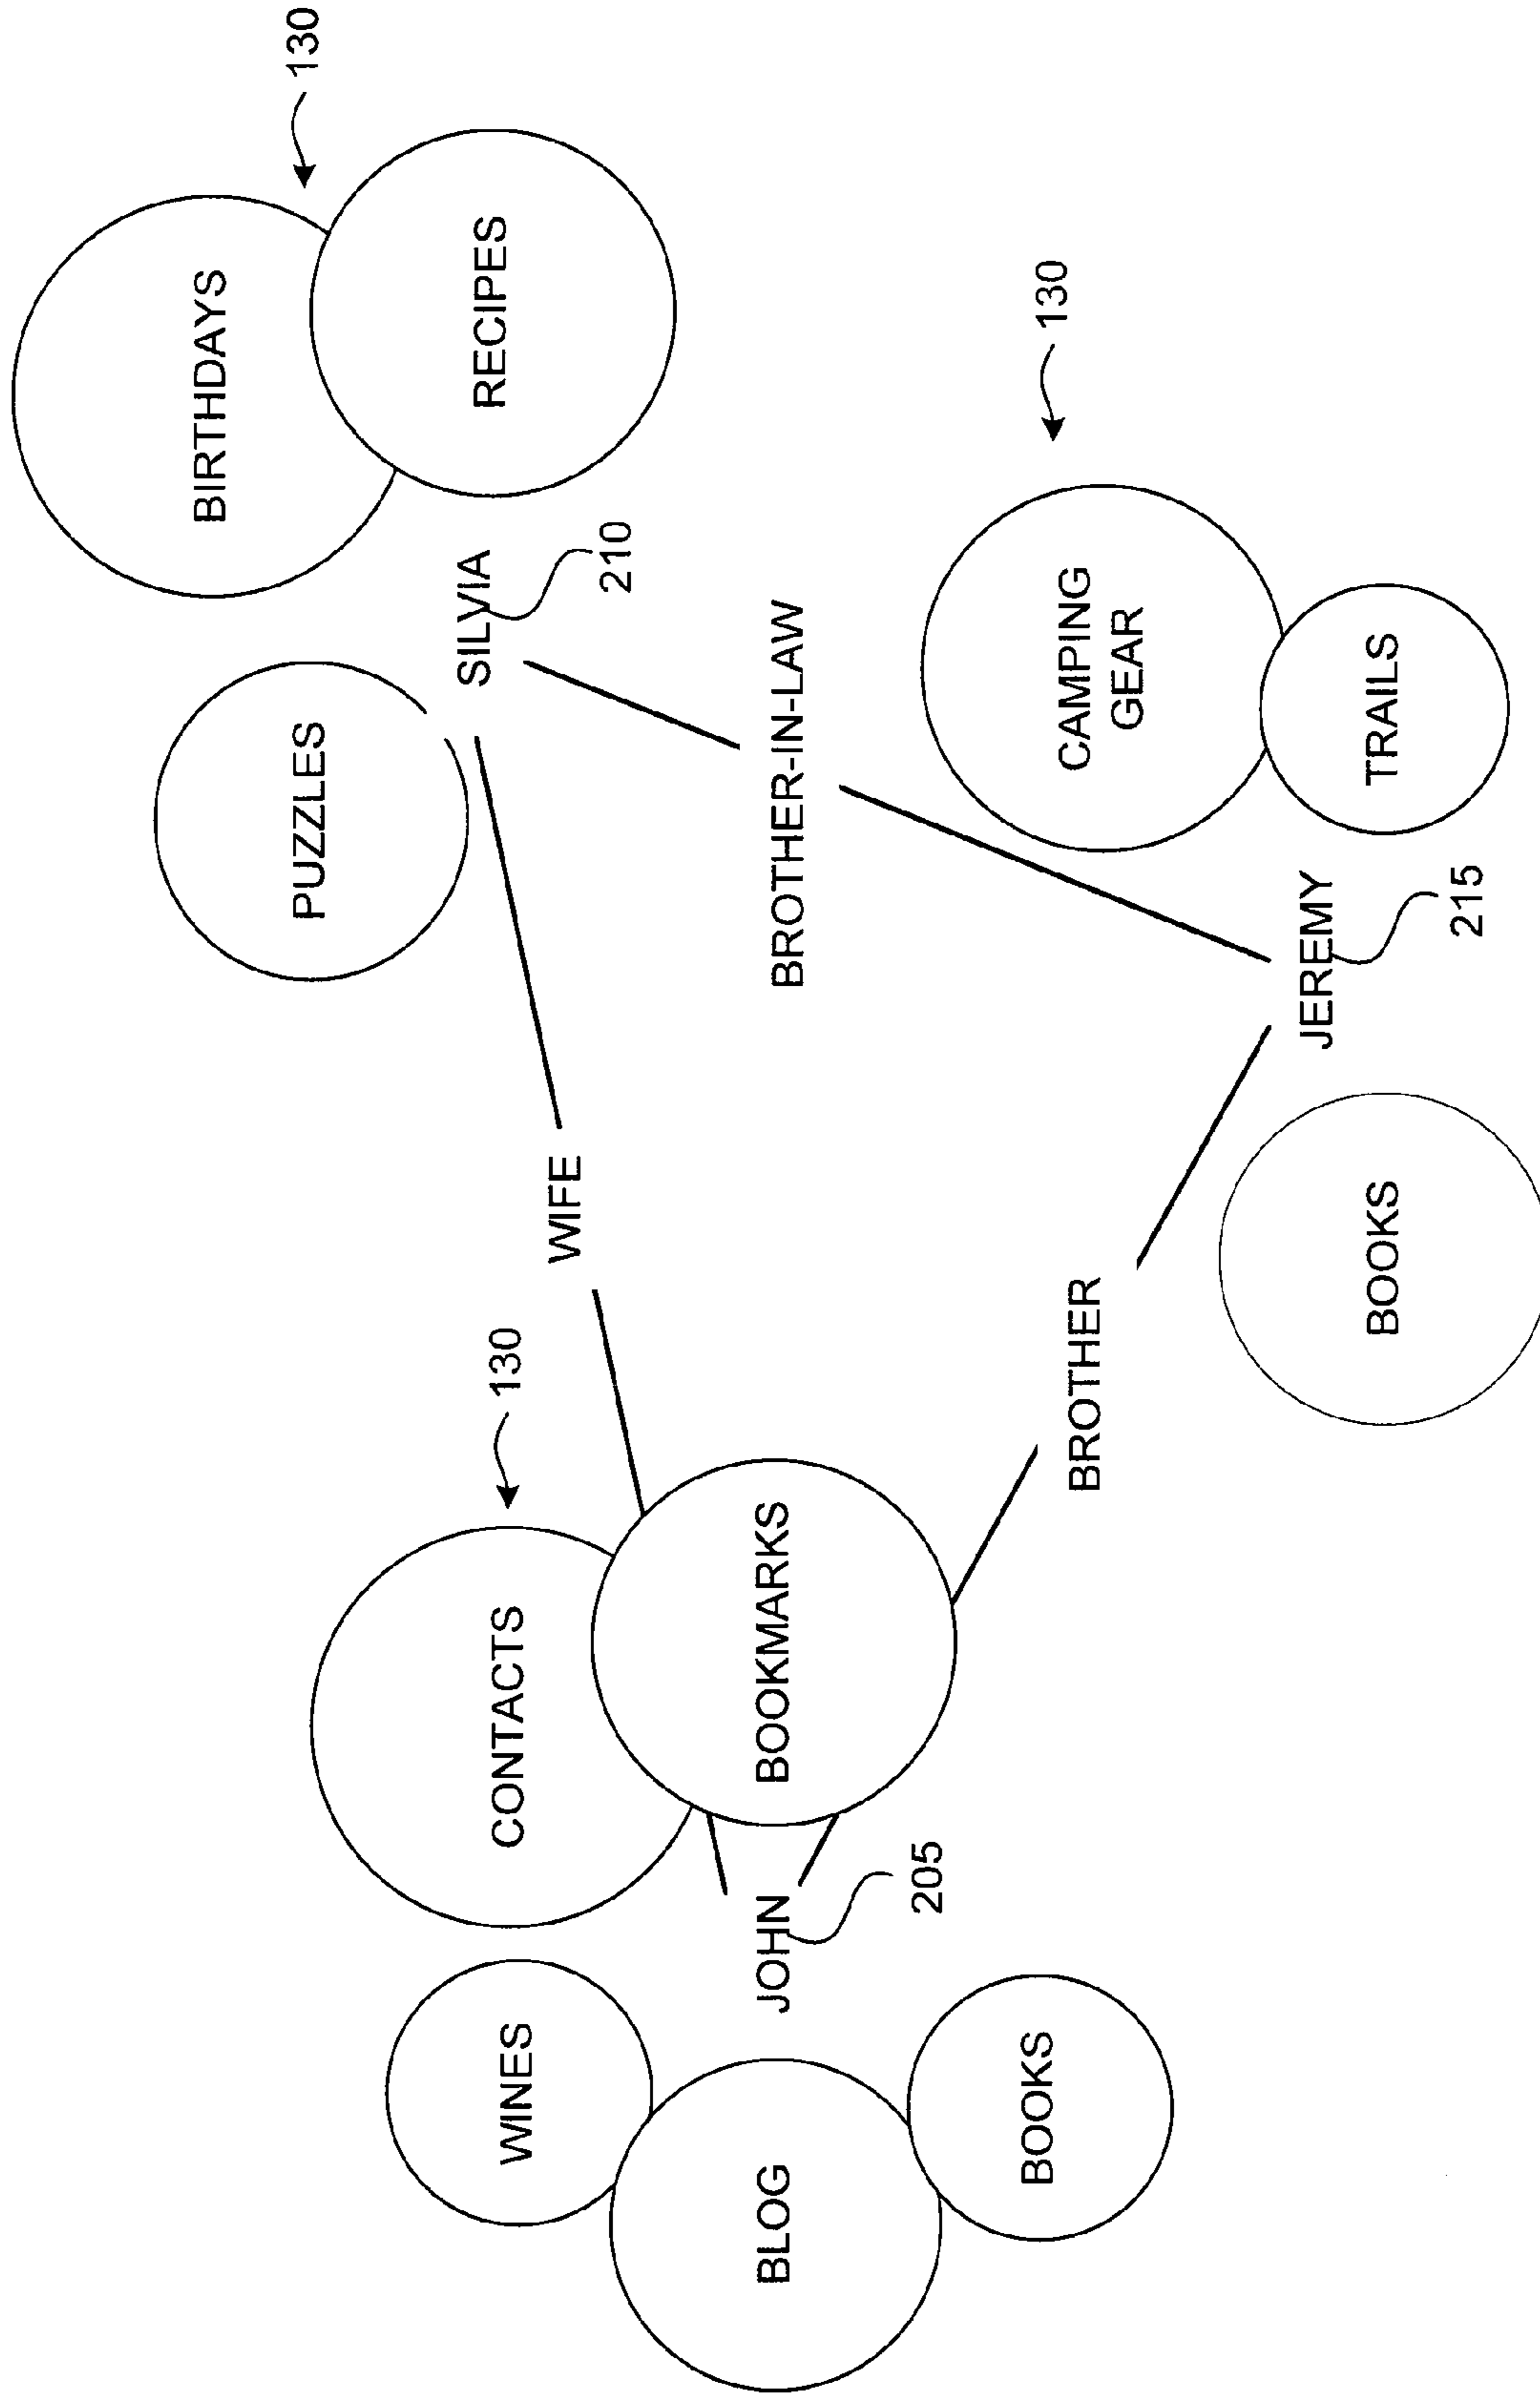 BIRTHDAYS
130
PUZZLES
SILVIA
RECIPES
210
WINES
CONTACTS
130
WIFE
BLOG
JOHN
BOOKMARKS
205
BROTHER-IN-LAW
130
BOOKS
BROTHER
CAMPING
GEAR
JEREMY
215
BOOKS
TRAILS